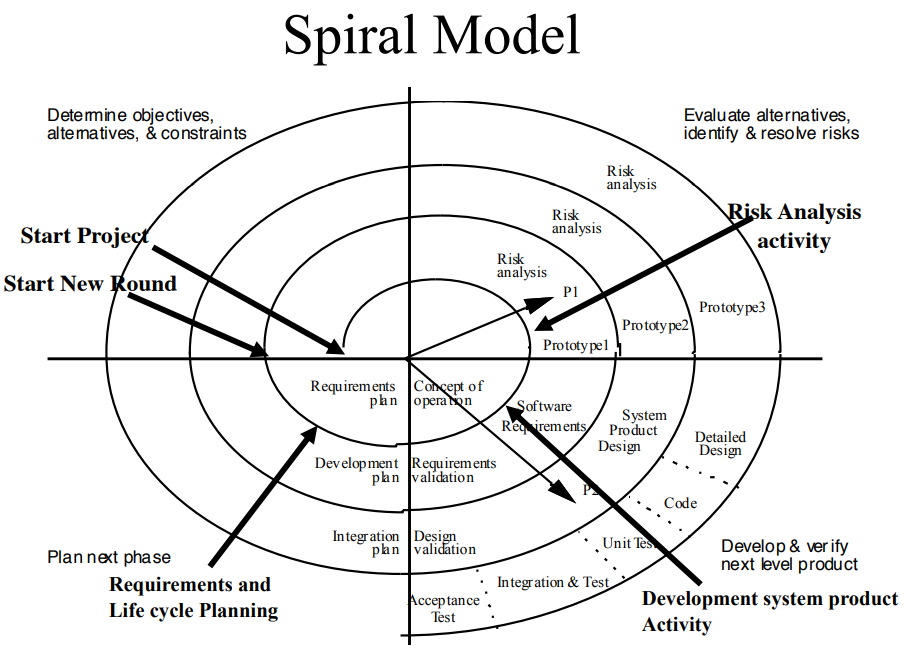 Spiral Model
Determine objectives,
alternatives, & constraints
Evaluate alternatives,
identify & resolve risks
Risk
analysis
Risk Analysis
activity
Risk
analysis
Start Project
Risk
analysis
Start New Round
P1
Prototype3
Prototype2
Prototype1
Requirements
plan
Concept of
operation
Software
Requirements
System
Product
Design
Detailed
Design
Development
plan
Requirements
validation
P2
Code
Integration
plan
Design
validation
Unit Test
Develop & verify
next level product
Plan next phase
Requirements and
Life cycle Planning
Integration & Test
Acceptance
Test
Development system product
Activity